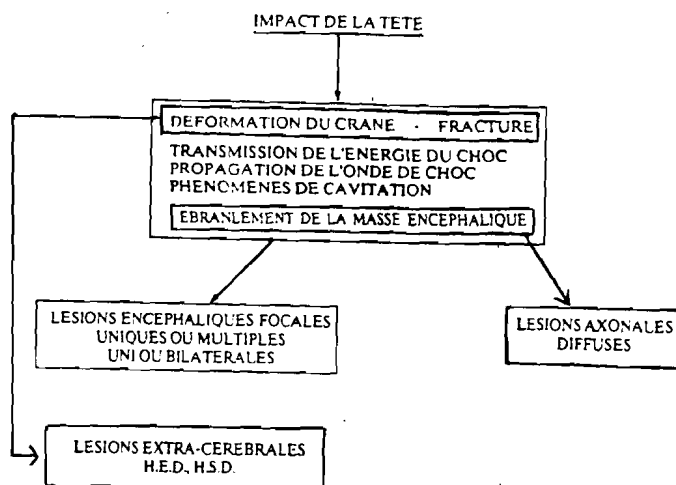 IMPACT DE LA TETE
DEFORMATION DU CRANE - FRACTURE
TRANSMISSION DE L'ENERGIE DU CHOC
PROPAGATION DE L'ONDE DE CHOC
PHENOMENES DE CAVITATION
EBRANLEMENT DE LA MASSE ENCEPHALIQUE
LESIONS ENCEPHALIQUES FOCALES
UNIQUES OU MULTIPLES
UNI OU BILATERALES
LESIONS AXONALES
DIFFUSES
LESIONS EXTRA-CEREBRALES
H.E.D., H.S.D.